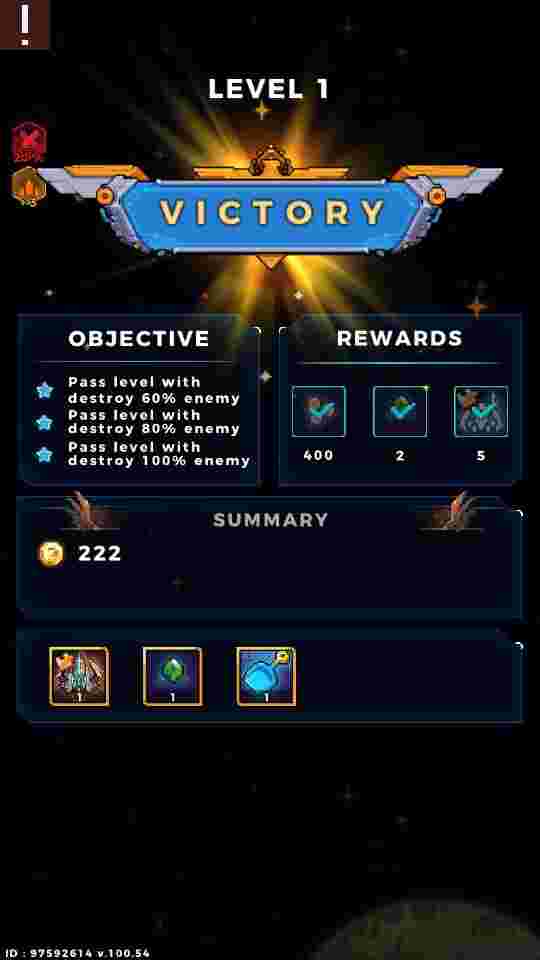 !
LEVEL 1
VICTORY
OBJECTIVE
Pass level with
destroy 60% enemy
Pass level with
destroy 80% enemy
Pass level with
destroy 100% enemy
REWARDS
400
2
5
SUMMARY
222
1
1
1
ID : 97592614 v.100.54